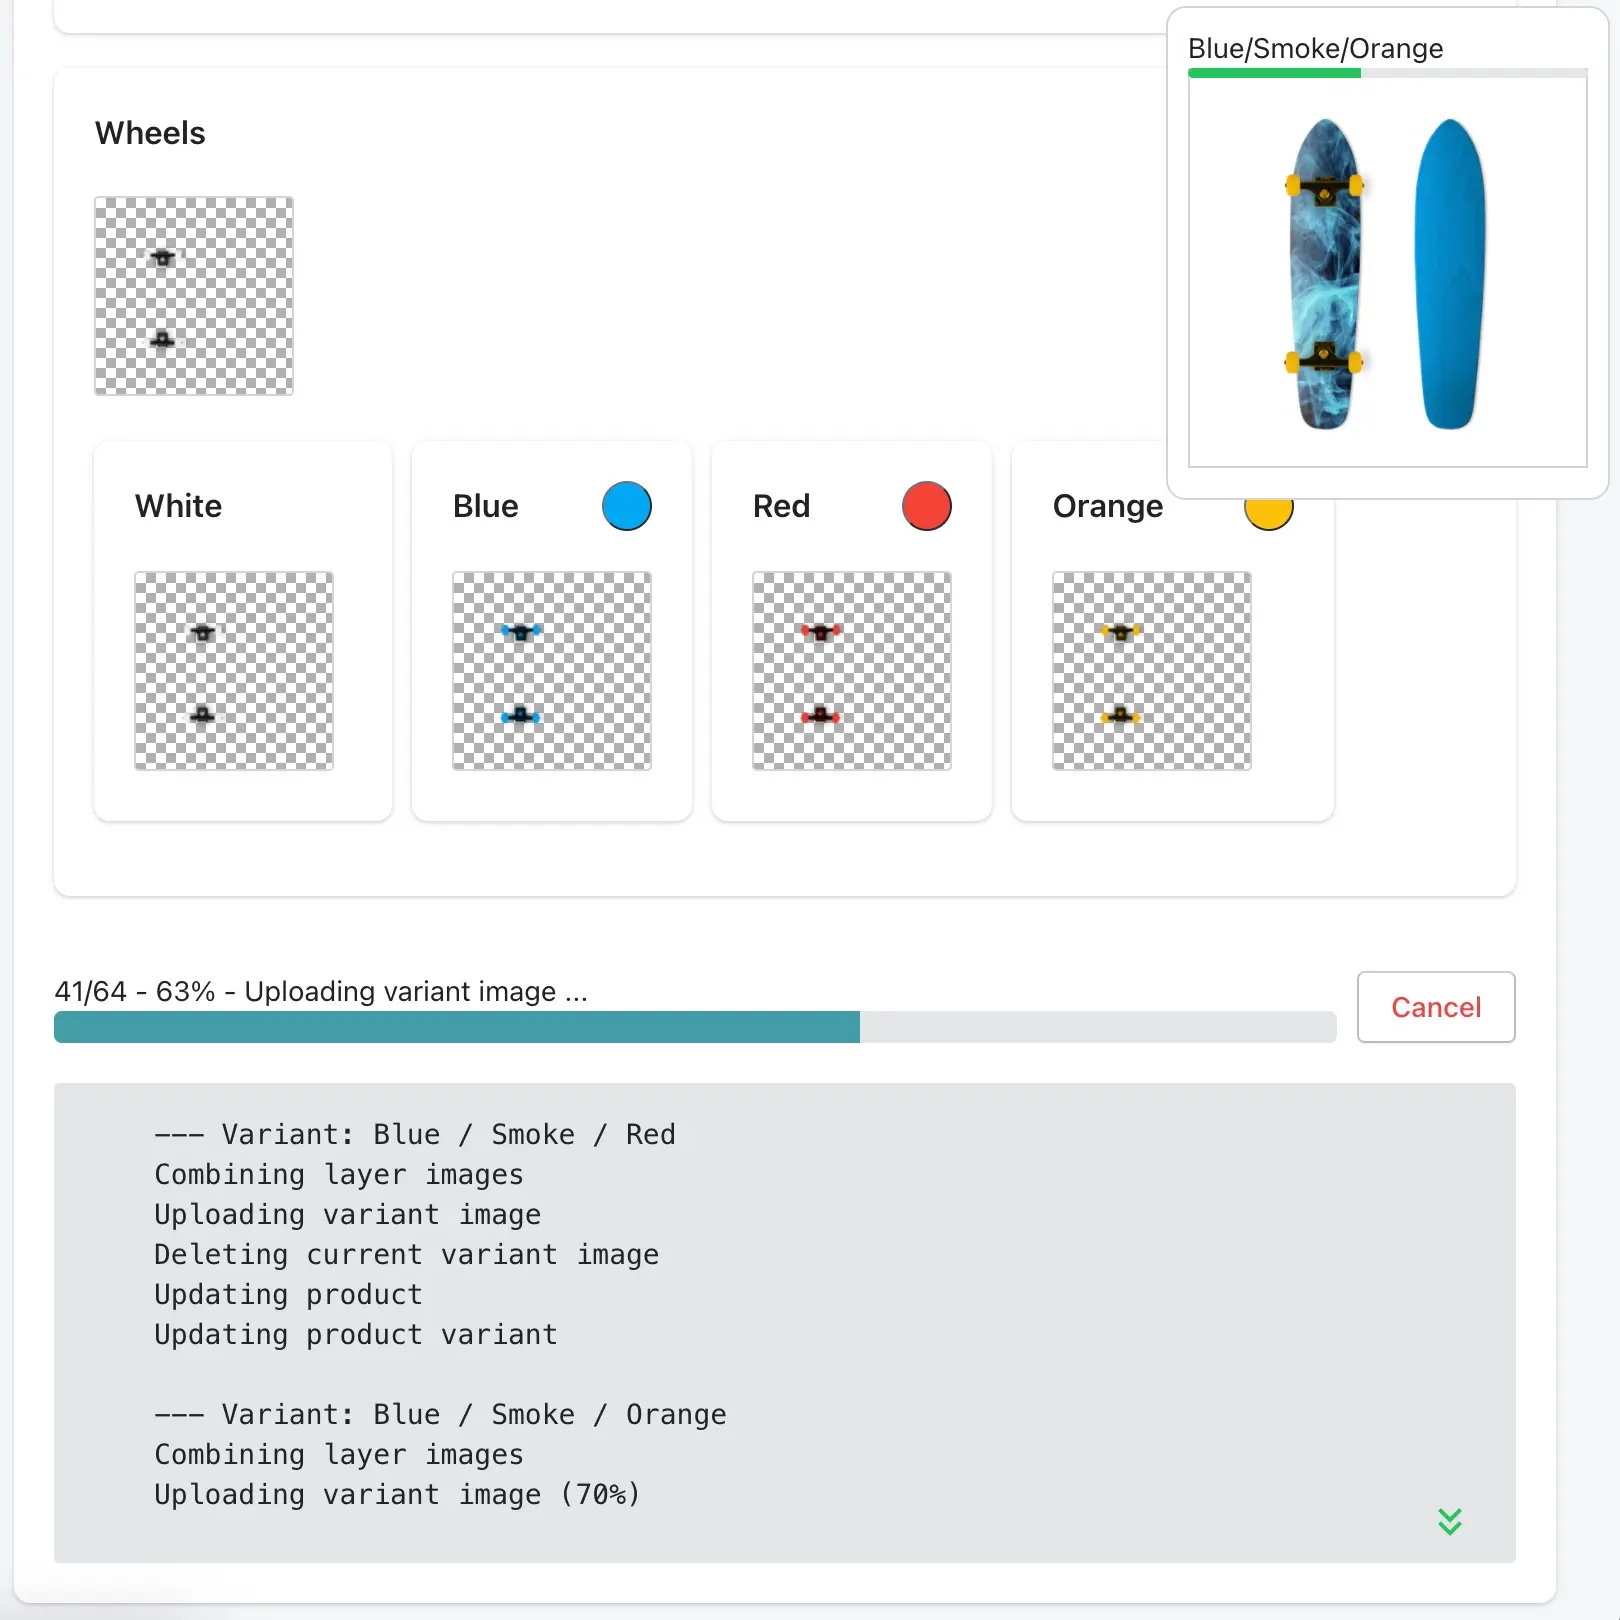 Blue/Smoke/Orange
Wheels
White
Blue
Red
Orange
41/64 - 63% - Uploading variant image ...
Cancel
--- Variant: Blue / Smoke / Red
Combining layer images
Uploading variant image
Deleting current variant image
Updating product
Updating product variant
--- Variant: Blue / Smoke / Orange
Combining layer images
Uploading variant image (70%)